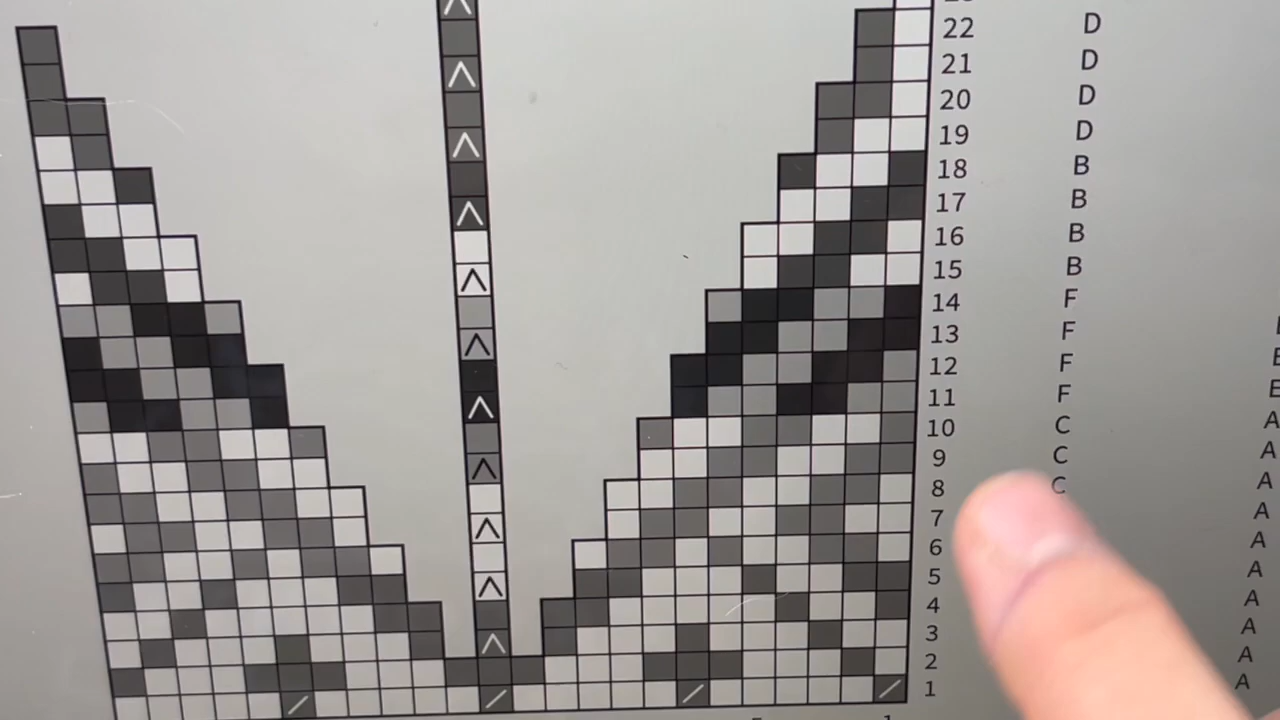 22 D
21 D
20 D
19 D
18 B
17 B
16 B
15 B
14 F
13 F
12 F
11 F
10 C A
9 C A
8 C A
7 A
6 A
5 A
4 A
3 A
2 A
1 A